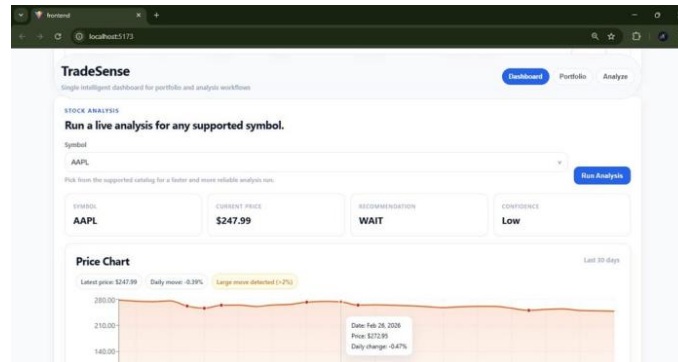 frontend
localhost:5173
TradeSense
Single intelligent dashboard for portfolio and analysis workflows
Dashboard Portfolio Analyze
STOCK ANALYSIS
Run a live analysis for any supported symbol.
Symbol
AAPL
Pick from the supported catalog for a faster and more reliable analysis run.
Run Analysis
SYMBOL CURRENT PRICE RECOMMENDATION CONFIDENCE
AAPL $247.99 WAIT Low
Price Chart Last 30 days
Latest price: $247.99 Daily move: -0.39% Large move detected (>2%)
280.00
Date: Feb 26, 2026
210.00
Price: $272.95
Daily change: -0.47%
140.00